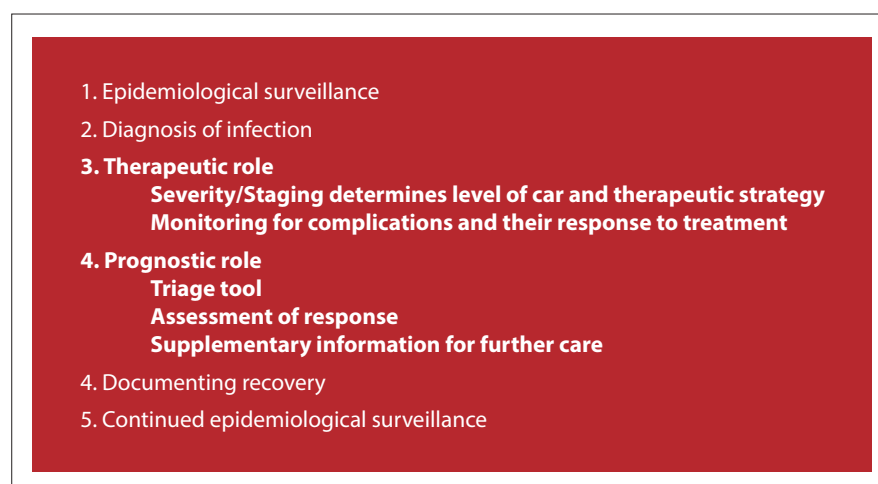 1. Epidemiological surveillance
2. Diagnosis of infection
3. Therapeutic role
Severity/Staging determines level of car and therapeutic strategy
Monitoring for complications and their response to treatment
4. Prognostic role
Triage tool
Assessment of response
Supplementary information for further care
4. Documenting recovery
5. Continued epidemiological surveillance